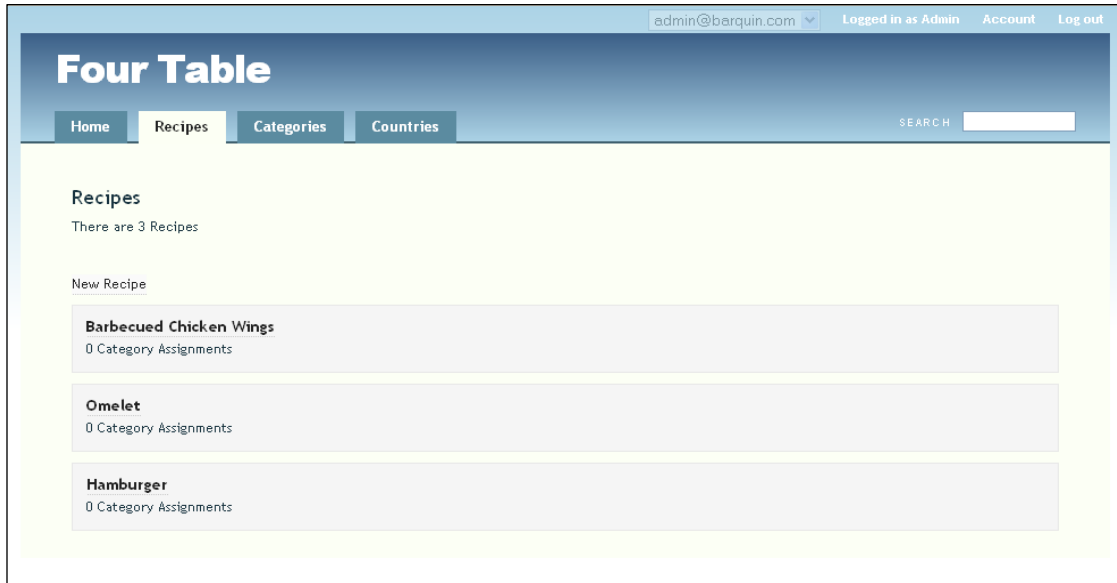 admin@barquin.com Logged in as Admin Account Log out
Four Table
Home Recipes Categories Countries SEARCH
Recipes
There are 3 Recipes
New Recipe
Barbecued Chicken Wings
0 Category Assignments
Omelet
0 Category Assignments
Hamburger
0 Category Assignments